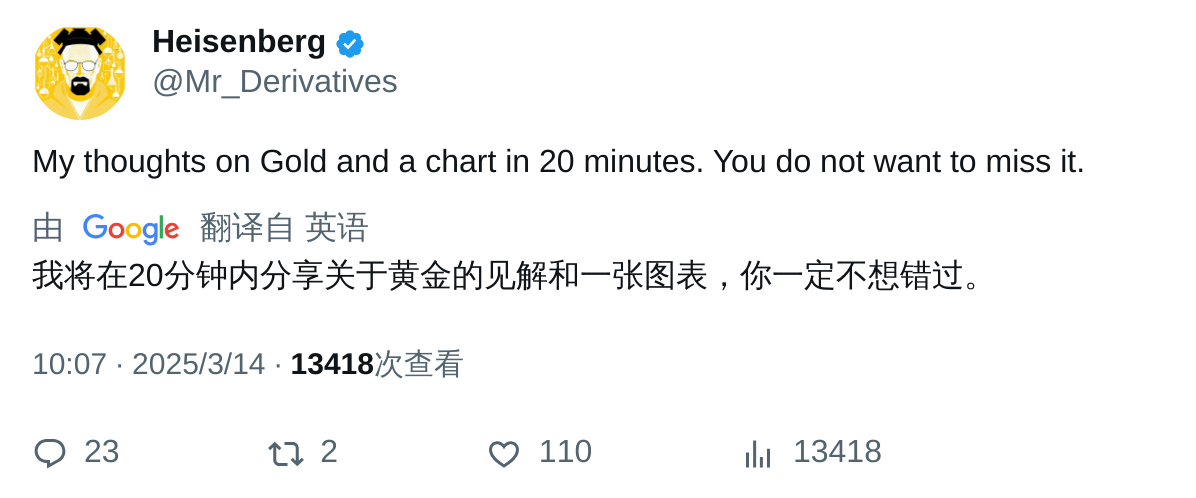 Heisenberg
@Mr_Derivatives
My thoughts on Gold and a chart in 20 minutes. You do not want to miss it.
由 Google 翻译自 英语
我将在20分钟内分享关于黄金的见解和一张图表，你一定不想错过。
10:07 · 2025/3/14 · 13418次查看
23 2 110 13418